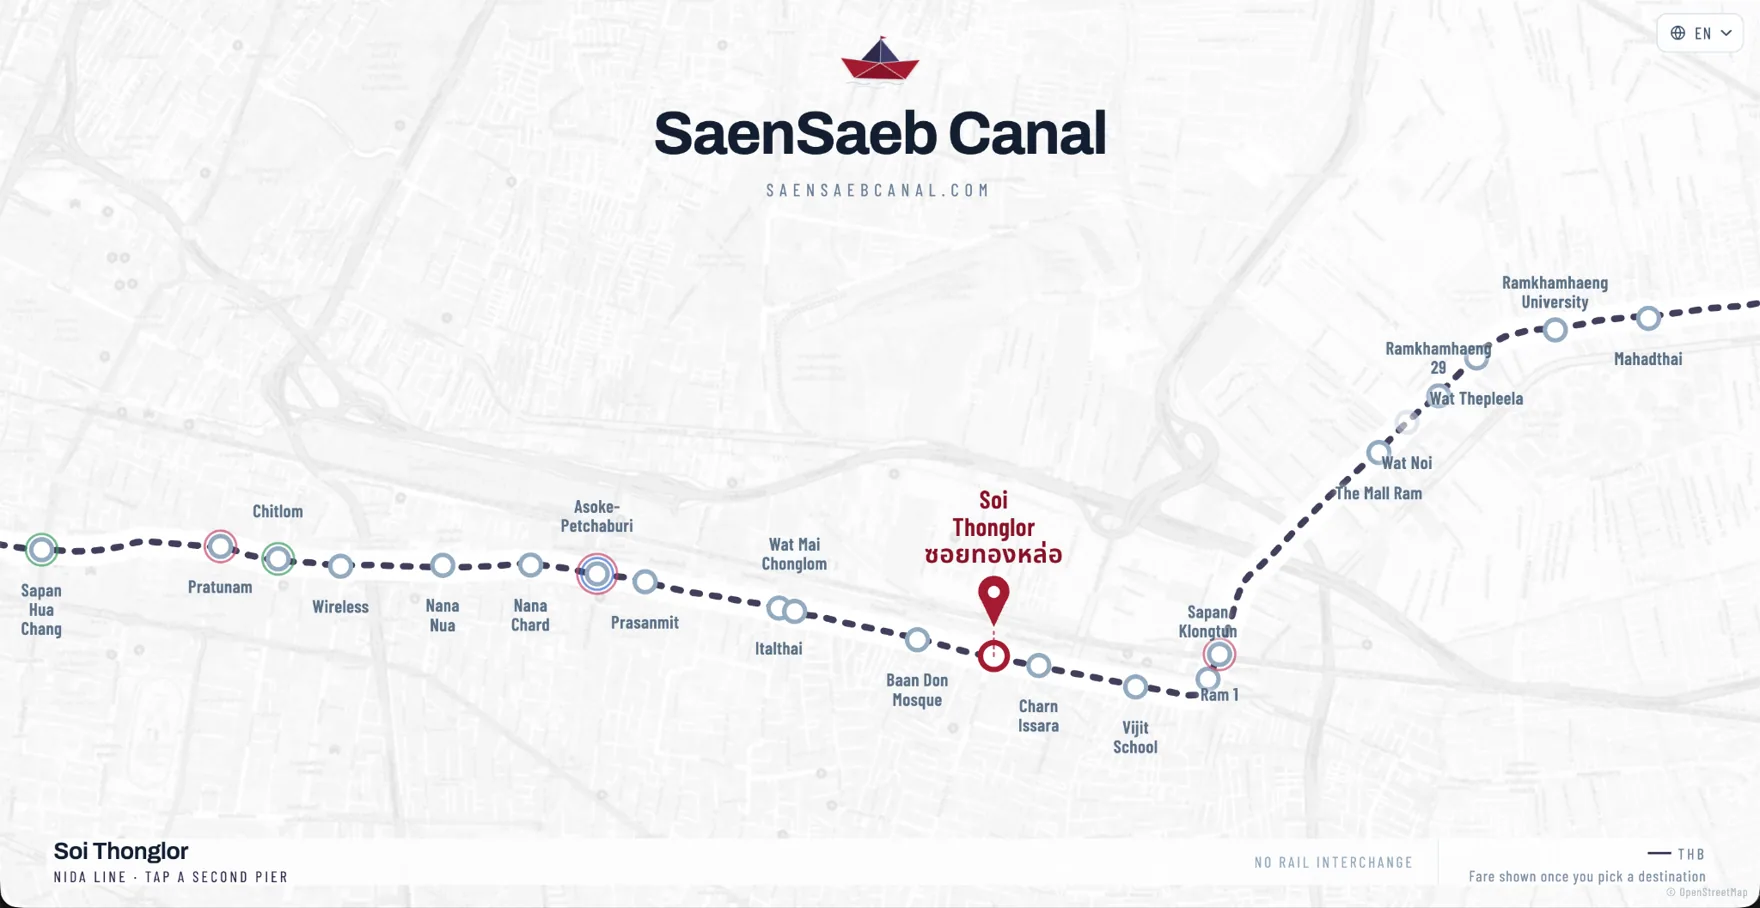 EN
SaenSaeb Canal
SAENSAEBCANAL.COM
Ramkhamhaeng
University
Mahadthai
Ramkhamhaeng
29
Wat Thepleela
Wat Noi
The Mall Ram
Chitlom
Asoke-
Petchaburi
Soi
Thonglor
ซอยทองหล่อ
Wat Mai
Chonglom
Sapan
Hua
Chang
Pratunam
Wireless
Nana
Nua
Nana
Chard
Prasanmit
Italthai
Baan Don
Mosque
Charn
Issara
Vijit
School
Sapan
Klongtun
Ram 1
Soi Thonglor
NIDA LINE · TAP A SECOND PIER
NO RAIL INTERCHANGE
THB
Fare shown once you pick a destination
© OpenStreetMap